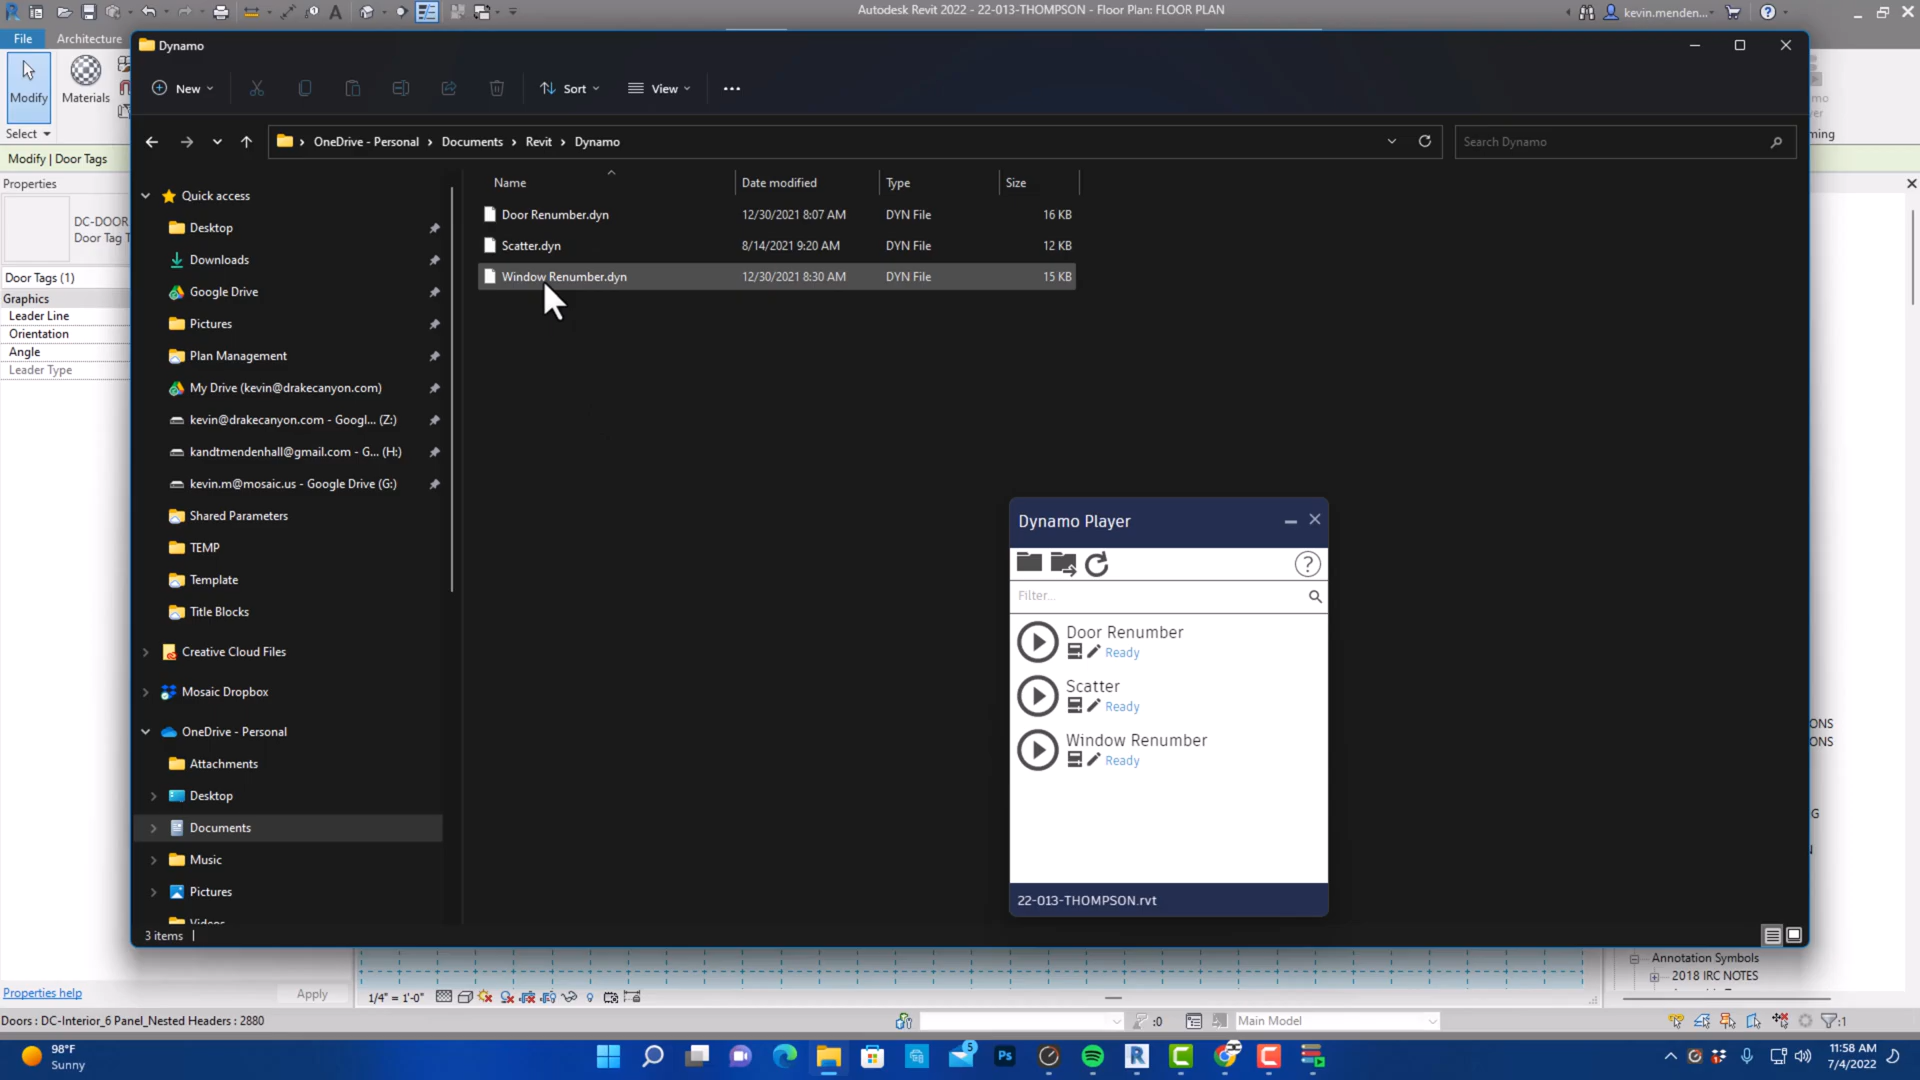 Autodesk Revit 2022 - 22-013-THOMPSON - Floor Plan: FLOOR PLAN
kevin.menden...
File Architecture
Modify
Materials
Select
Modify | Door Tags
Properties
DC-DOOR
Door Tag T
Door Tags (1)
Graphics
Leader Line
Orientation
Angle
Leader Type
Properties help
Apply
Dynamo
New
Sort
View
OneDrive - Personal > Documents > Revit > Dynamo
Search Dynamo
Name Date modified Type Size
Door Renumber.dyn 12/30/2021 8:07 AM DYN File 16 KB
Scatter.dyn 8/14/2021 9:20 AM DYN File 12 KB
Window Renumber.dyn 12/30/2021 8:30 AM DYN File 15 KB
Quick access
Desktop
Downloads
Google Drive
Pictures
Plan Management
My Drive (kevin@drakecanyon.com)
kevin@drakecanyon.com - Googl... (Z:)
kandtmendenhall@gmail.com - G... (H:)
kevin.m@mosaic.us - Google Drive (G:)
Shared Parameters
TEMP
Template
Title Blocks
Creative Cloud Files
Mosaic Dropbox
OneDrive - Personal
Attachments
Desktop
Documents
Music
Pictures
Videos
3 items
Dynamo Player
Filter...
Door Renumber
Ready
Scatter
Ready
Window Renumber
Ready
22-013-THOMPSON.rvt
ONS
ONS
G
Annotation Symbols
2018 IRC NOTES
1/4" = 1'-0"
Doors : DC-Interior_6 Panel_Nested Headers : 2880
:0
Main Model
:1
98°F
Sunny
5
Ps
11:58 AM
7/4/2022